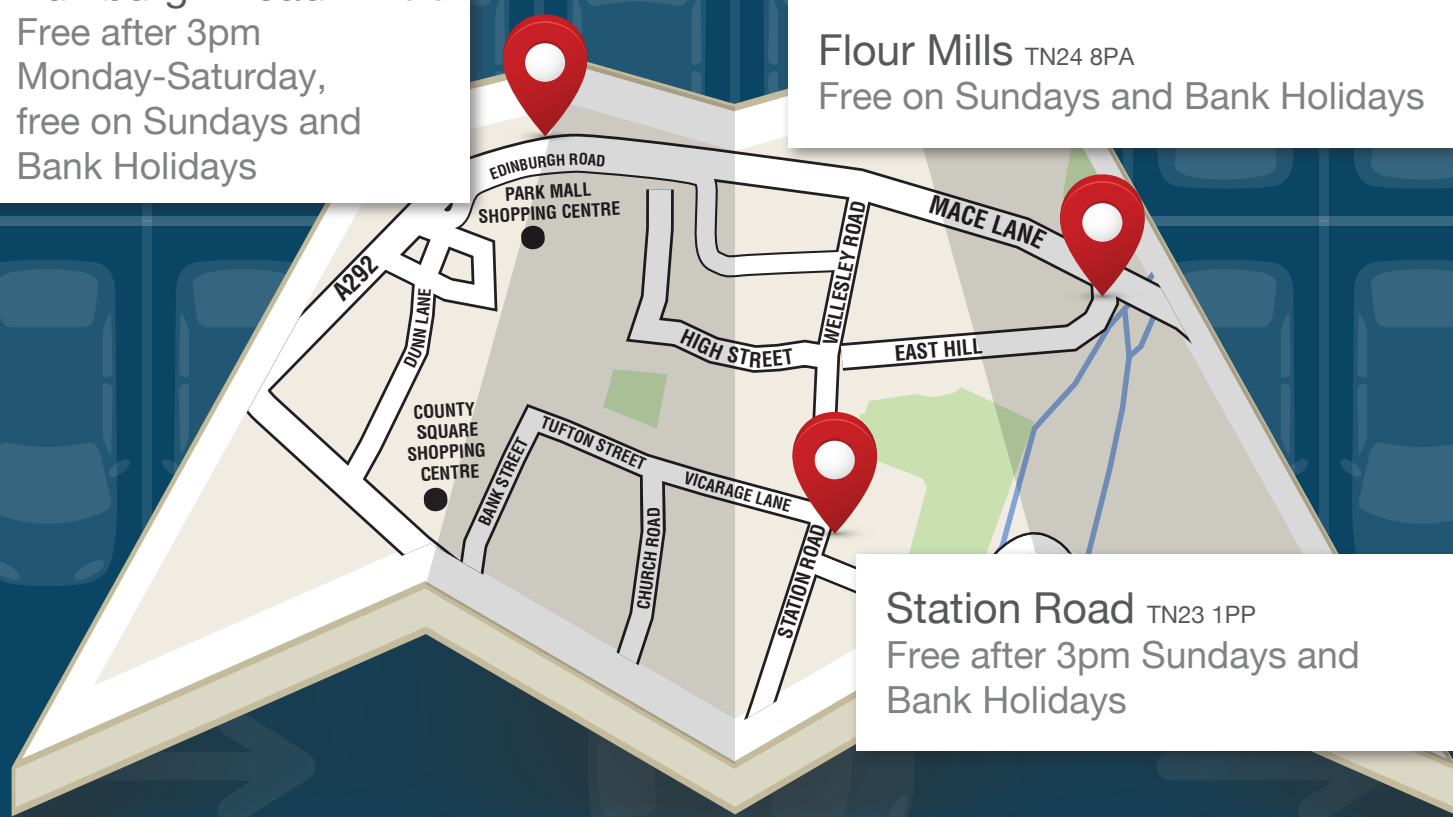 Free after 3pm
Monday-Saturday,
free on Sundays and
Bank Holidays
Flour Mills TN24 8PA
Free on Sundays and Bank Holidays
EDINBURGH ROAD
PARK MALL
SHOPPING CENTRE
MACE LANE
A292
WELLESLEY ROAD
DUNN LANE
HIGH STREET
EAST HILL
COUNTY
SQUARE
SHOPPING
CENTRE
TUFTON STREET
BANK STREET
VICARAGE LANE
CHURCH ROAD
STATION ROAD
Station Road TN23 1PP
Free after 3pm Sundays and
Bank Holidays